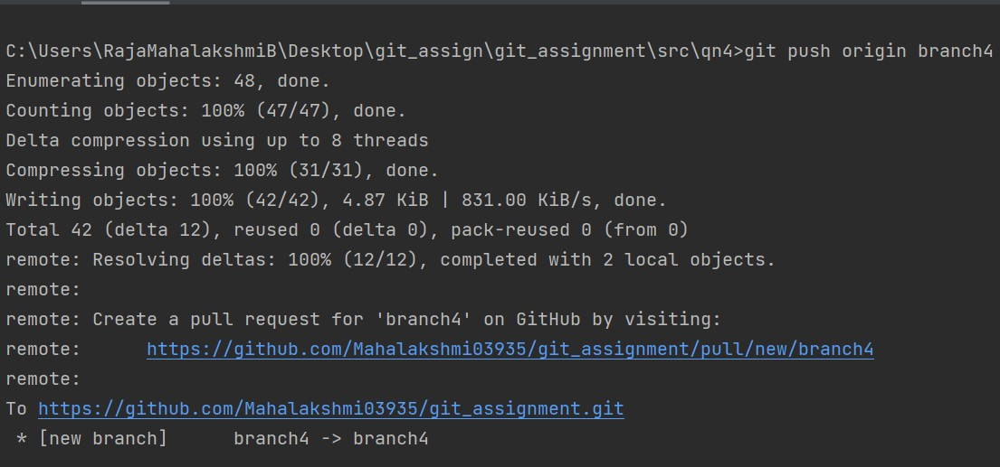 C:\Users\RajaMahalakshmiB\Desktop\git_assign\git_assignment\src\qn4>git push origin branch4
Enumerating objects: 48, done.
Counting objects: 100% (47/47), done.
Delta compression using up to 8 threads
Compressing objects: 100% (31/31), done.
Writing objects: 100% (42/42), 4.87 KiB | 831.00 KiB/s, done.
Total 42 (delta 12), reused 0 (delta 0), pack-reused 0 (from 0)
remote: Resolving deltas: 100% (12/12), completed with 2 local objects.
remote:
remote: Create a pull request for 'branch4' on GitHub by visiting:
remote:      https://github.com/Mahalakshmi03935/git_assignment/pull/new/branch4
remote:
To https://github.com/Mahalakshmi03935/git_assignment.git
 * [new branch]      branch4 -> branch4